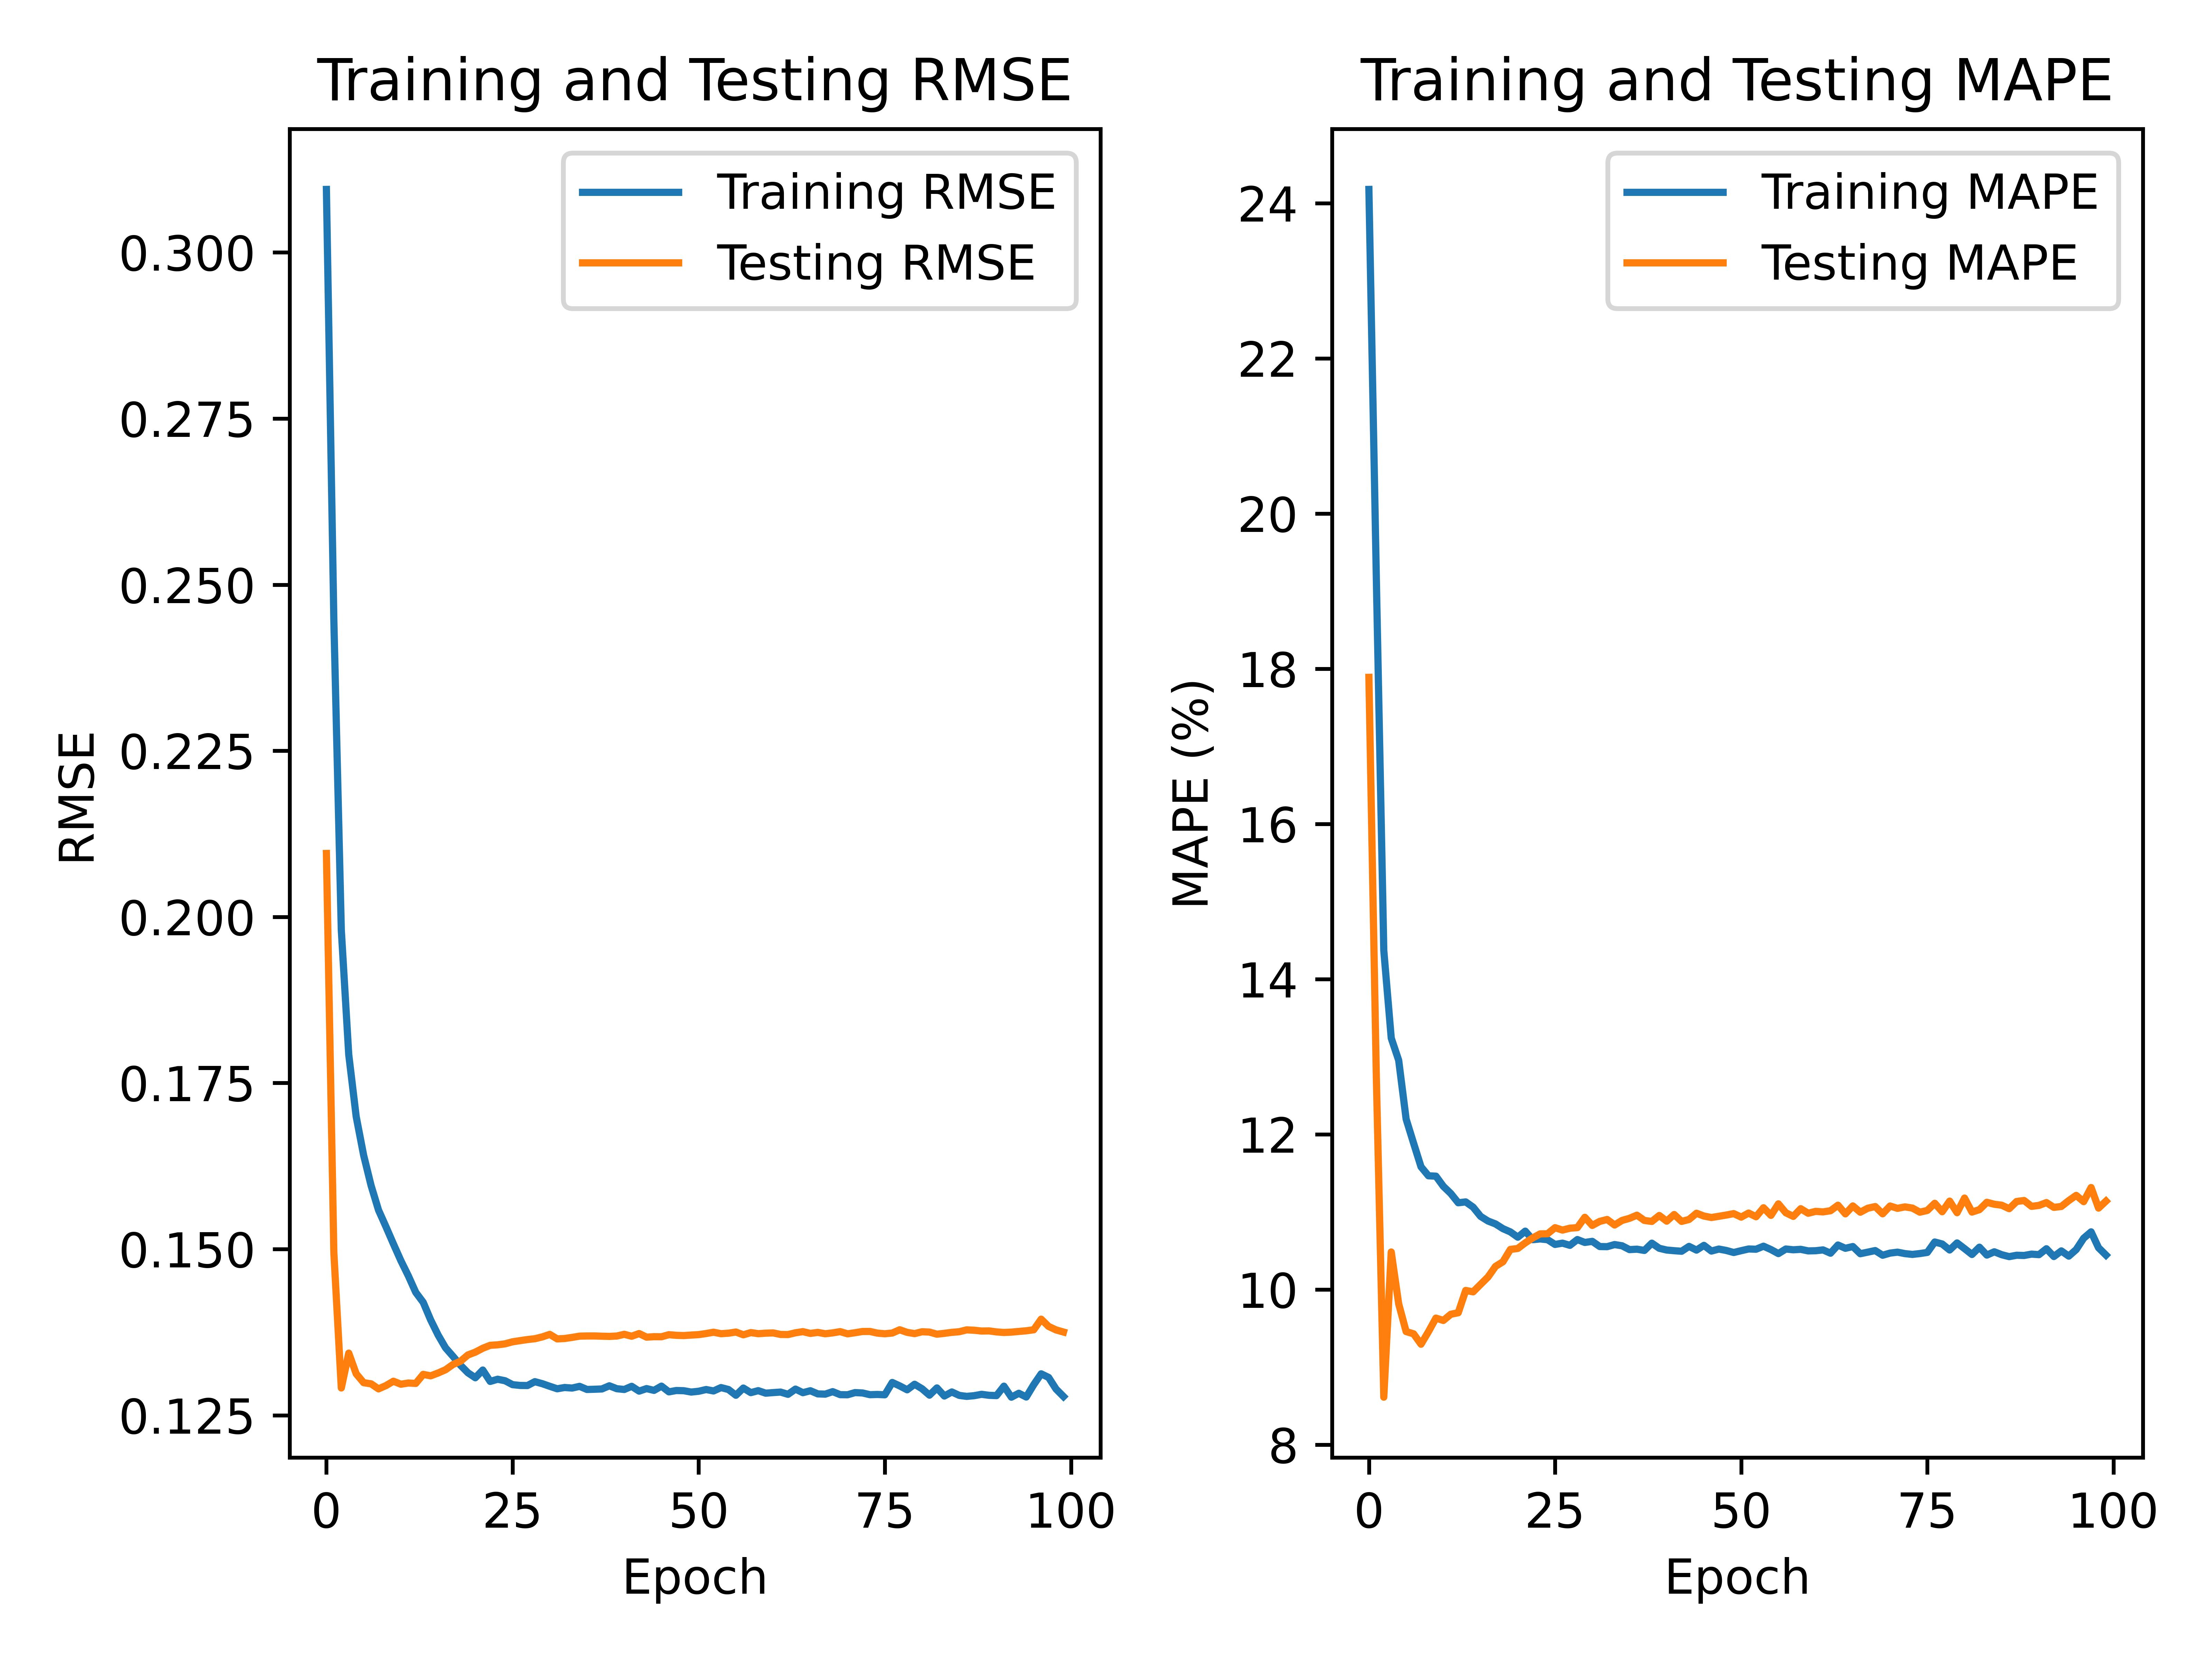 Training and Testing RMSE
Training RMSE
Testing RMSE
0.300
0.275
0.250
0.225
0.200
0.175
0.150
0.125
RMSE
0 25 50 75 100
Epoch
Training and Testing MAPE
Training MAPE
Testing MAPE
24
22
20
18
16
14
12
10
8
MAPE (%)
0 25 50 75 100
Epoch